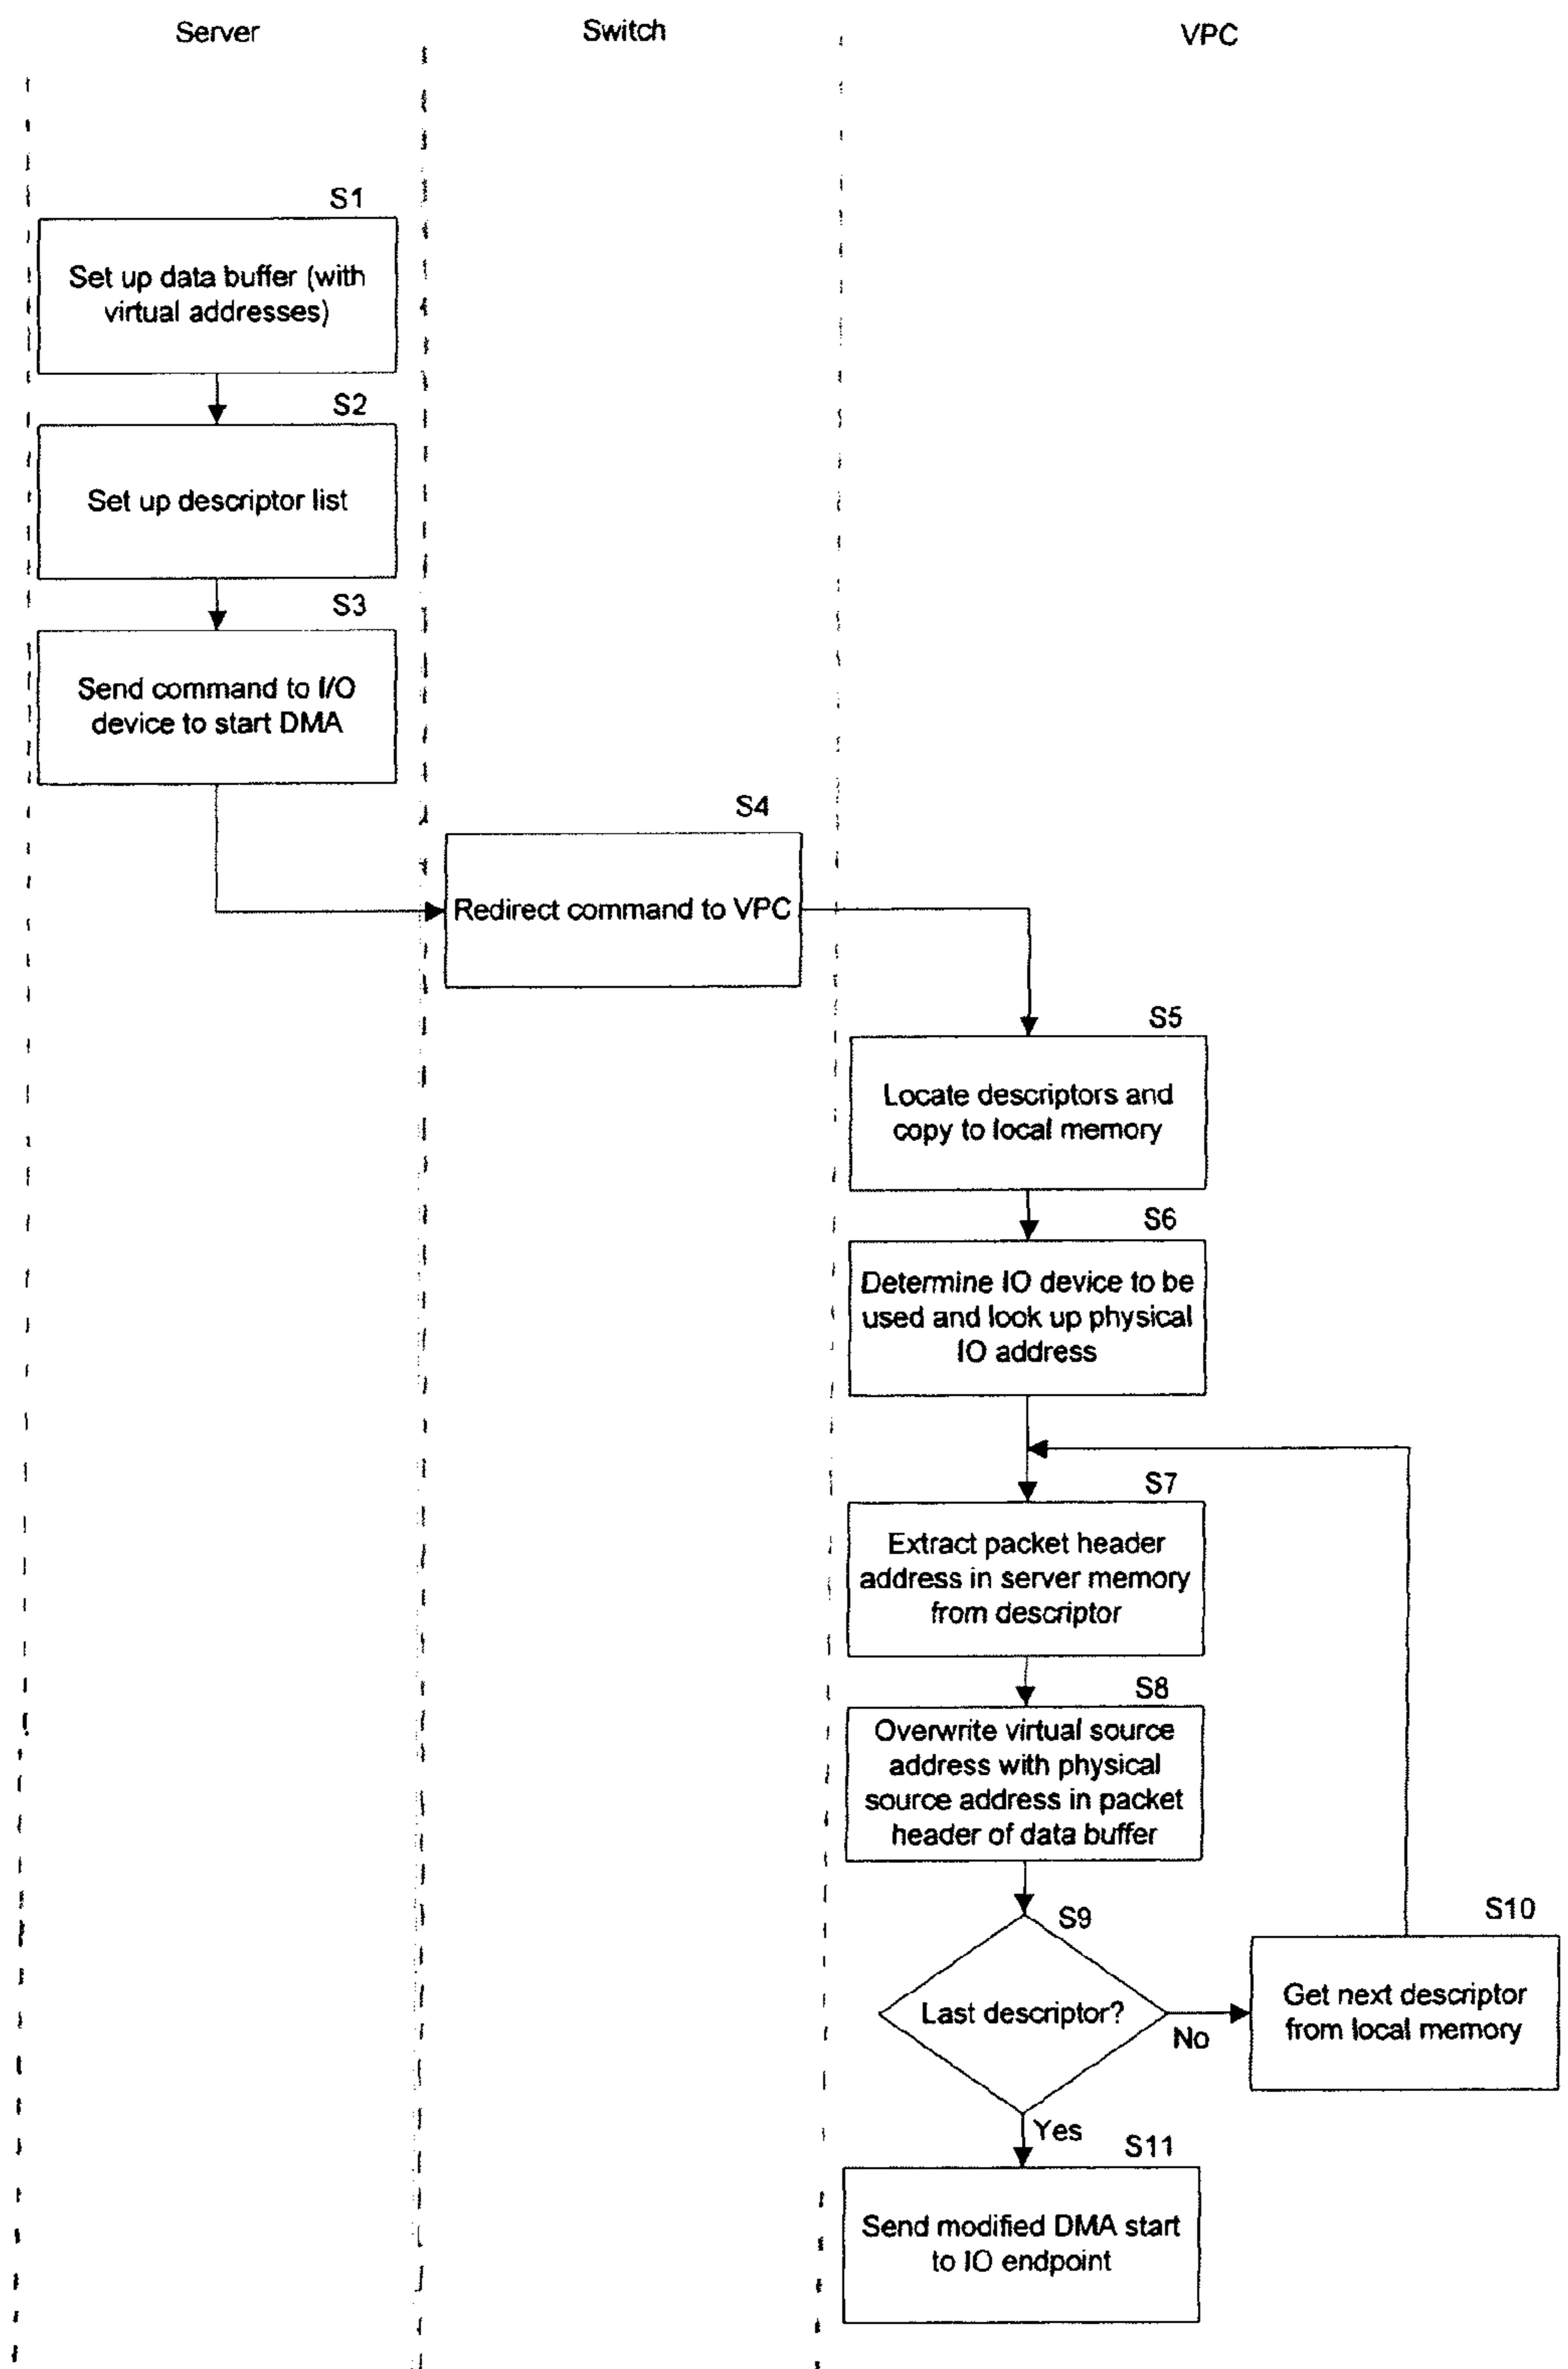 Server
Switch
VPC
S1
Set up data buffer (with
virtual addresses)
S2
Set up descriptor list
S3
Send command to I/O
device to start DMA
S4
Redirect command to VPC
S5
Locate descriptors and
copy to local memory
S6
Determine IO device to be
used and look up physical
IO address
S7
Extract packet header
address in server memory
from descriptor
S8
Overwrite virtual source
address with physical
source address in packet
header of data buffer
S9
Last descriptor?
No
S10
Get next descriptor
from local memory
Yes
S11
Send modified DMA start
to IO endpoint